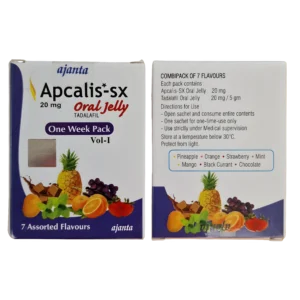 ajanta
Apcalis®-sx
20 mg Oral Jelly
TADALAFIL
One Week Pack
Vol-I
7 Assorted Flavours
ajanta
COMBIPACK OF 7 FLAVOURS
Each pack contains:
Apcalis-SX Oral Jelly 20 mg
Tadalafil Oral Jelly 20 mg / 5 gm
Directions for Use :
- Open sachet and consume entire contents
- One sachet for one-time-use only
- Use strictly under Medical supervision
Store at temperature below 30°C.
Protect from light.
• Pineapple • Orange • Strawberry • Mint
• Mango • Black Currant • Chocolate
ajanta